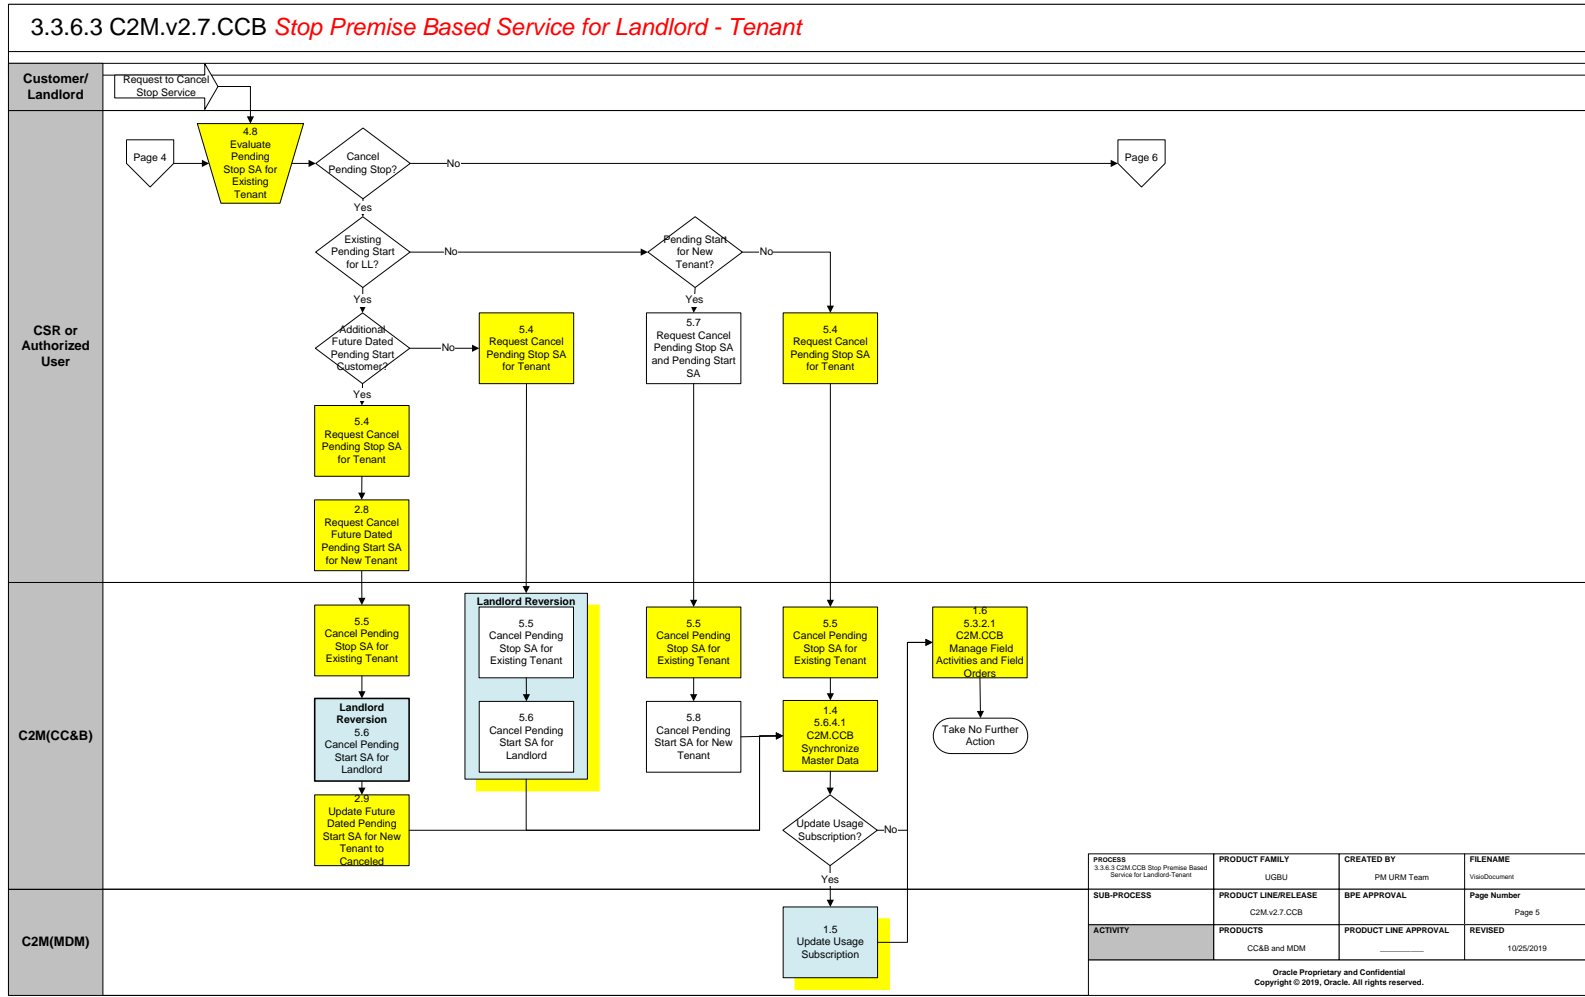 3.3.6.3 C2M.v2.7.CCB Stop Premise Based Service for Landlord - Tenant
Customer/
Landlord
Request to Cancel
Stop Service
CSR or
Authorized
User
Page 4
4.8
Evaluate
Pending
Stop SA for
Existing
Tenant
Cancel
Pending Stop?
No
Page 6
Yes
Existing
Pending Start
for LL?
No
Pending Start
for New
Tenant?
No
Yes
Yes
Additional
Future Dated
Pending Start
Customer?
No
5.4
Request Cancel
Pending Stop SA
for Tenant
5.7
Request Cancel
Pending Stop SA
and Pending Start
SA
5.4
Request Cancel
Pending Stop SA
for Tenant
Yes
5.4
Request Cancel
Pending Stop SA
for Tenant
2.8
Request Cancel
Future Dated
Pending Start SA
for New Tenant
C2M(CC&B)
5.5
Cancel Pending
Stop SA for
Existing Tenant
Landlord
Reversion
5.6
Cancel Pending
Start SA for
Landlord
2.9
Update Future
Dated Pending
Start SA for New
Tenant to
Canceled
Landlord Reversion
5.5
Cancel Pending
Stop SA for
Existing Tenant
5.6
Cancel Pending
Start SA for
Landlord
5.5
Cancel Pending
Stop SA for
Existing Tenant
5.8
Cancel Pending
Start SA for New
Tenant
5.5
Cancel Pending
Stop SA for
Existing Tenant
1.4
5.6.4.1
C2M.CCB
Synchronize
Master Data
Update Usage
Subscription?
No
Yes
1.6
5.3.2.1
C2M.CCB
Manage Field
Activities and Field
Orders
Take No Further
Action
C2M(MDM)
1.5
Update Usage
Subscription
PROCESS
3.3.6.3 C2M.CCB Stop Premise Based
Service for Landlord-Tenant
PRODUCT FAMILY
UGBU
CREATED BY
PM URM Team
FILENAME
VisioDocument
SUB-PROCESS
PRODUCT LINE/RELEASE
C2M.v2.7.CCB
BPE APPROVAL
Page Number
Page 5
ACTIVITY
PRODUCTS
CC&B and MDM
PRODUCT LINE APPROVAL
__________
REVISED
10/25/2019
Oracle Proprietary and Confidential
Copyright © 2019, Oracle. All rights reserved.